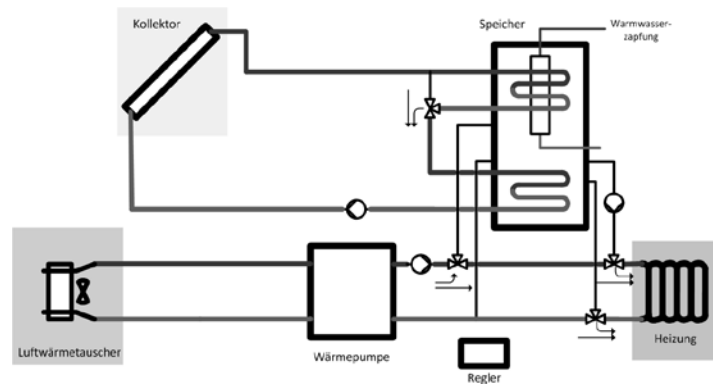 Kollektor
Speicher
Warmwasser-
zapfung
Luftwärmetauscher
Wärmepumpe
Regler
Heizung